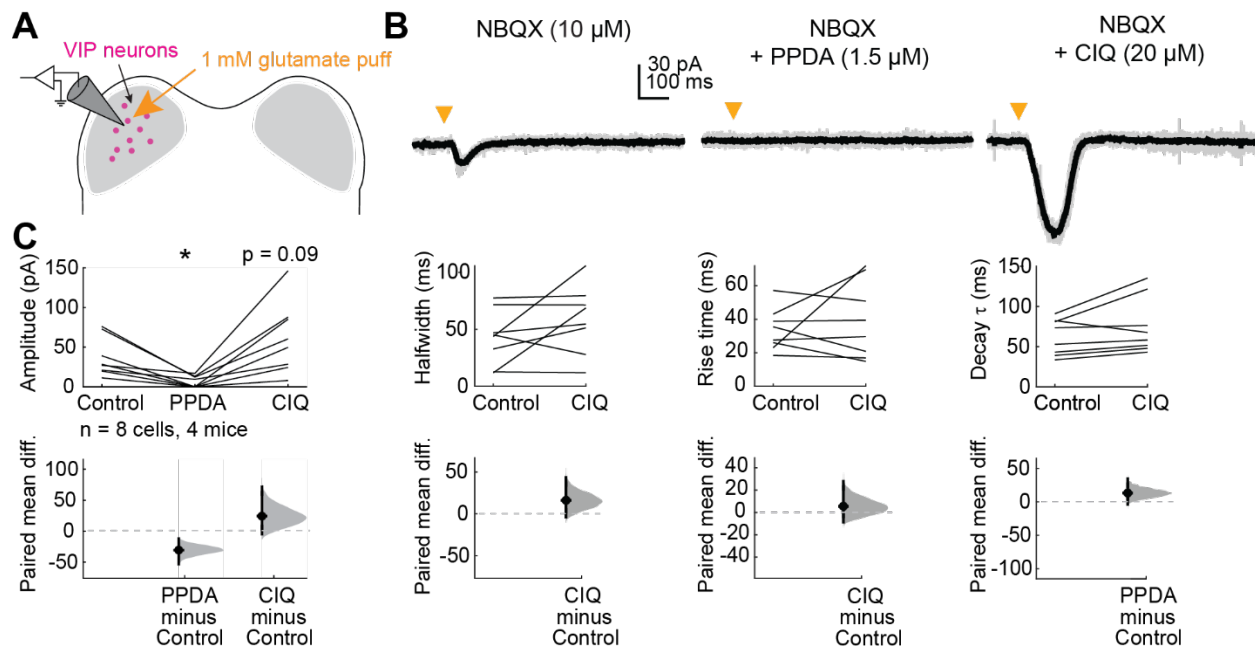 A
VIP neurons
1 mM glutamate puff
B
NBQX (10 µM)
30 pA
100 ms
NBQX
+ PPDA (1.5 µM)
NBQX
+ CIQ (20 µM)
C
*
p = 0.09
Amplitude (pA)
150
100
50
0
Control
PPDA
CIQ
n = 8 cells, 4 mice
Halfwidth (ms)
100
50
0
Control
CIQ
Rise time (ms)
60
40
20
0
Control
CIQ
Decay τ (ms)
150
100
50
0
Control
CIQ
Paired mean diff.
100
50
0
-50
PPDA
minus
Control
CIQ
minus
Control
Paired mean diff.
50
0
-50
CIQ
minus
Control
Paired mean diff.
40
20
0
-20
-40
CIQ
minus
Control
Paired mean diff.
50
0
-50
-100
PPDA
minus
Control